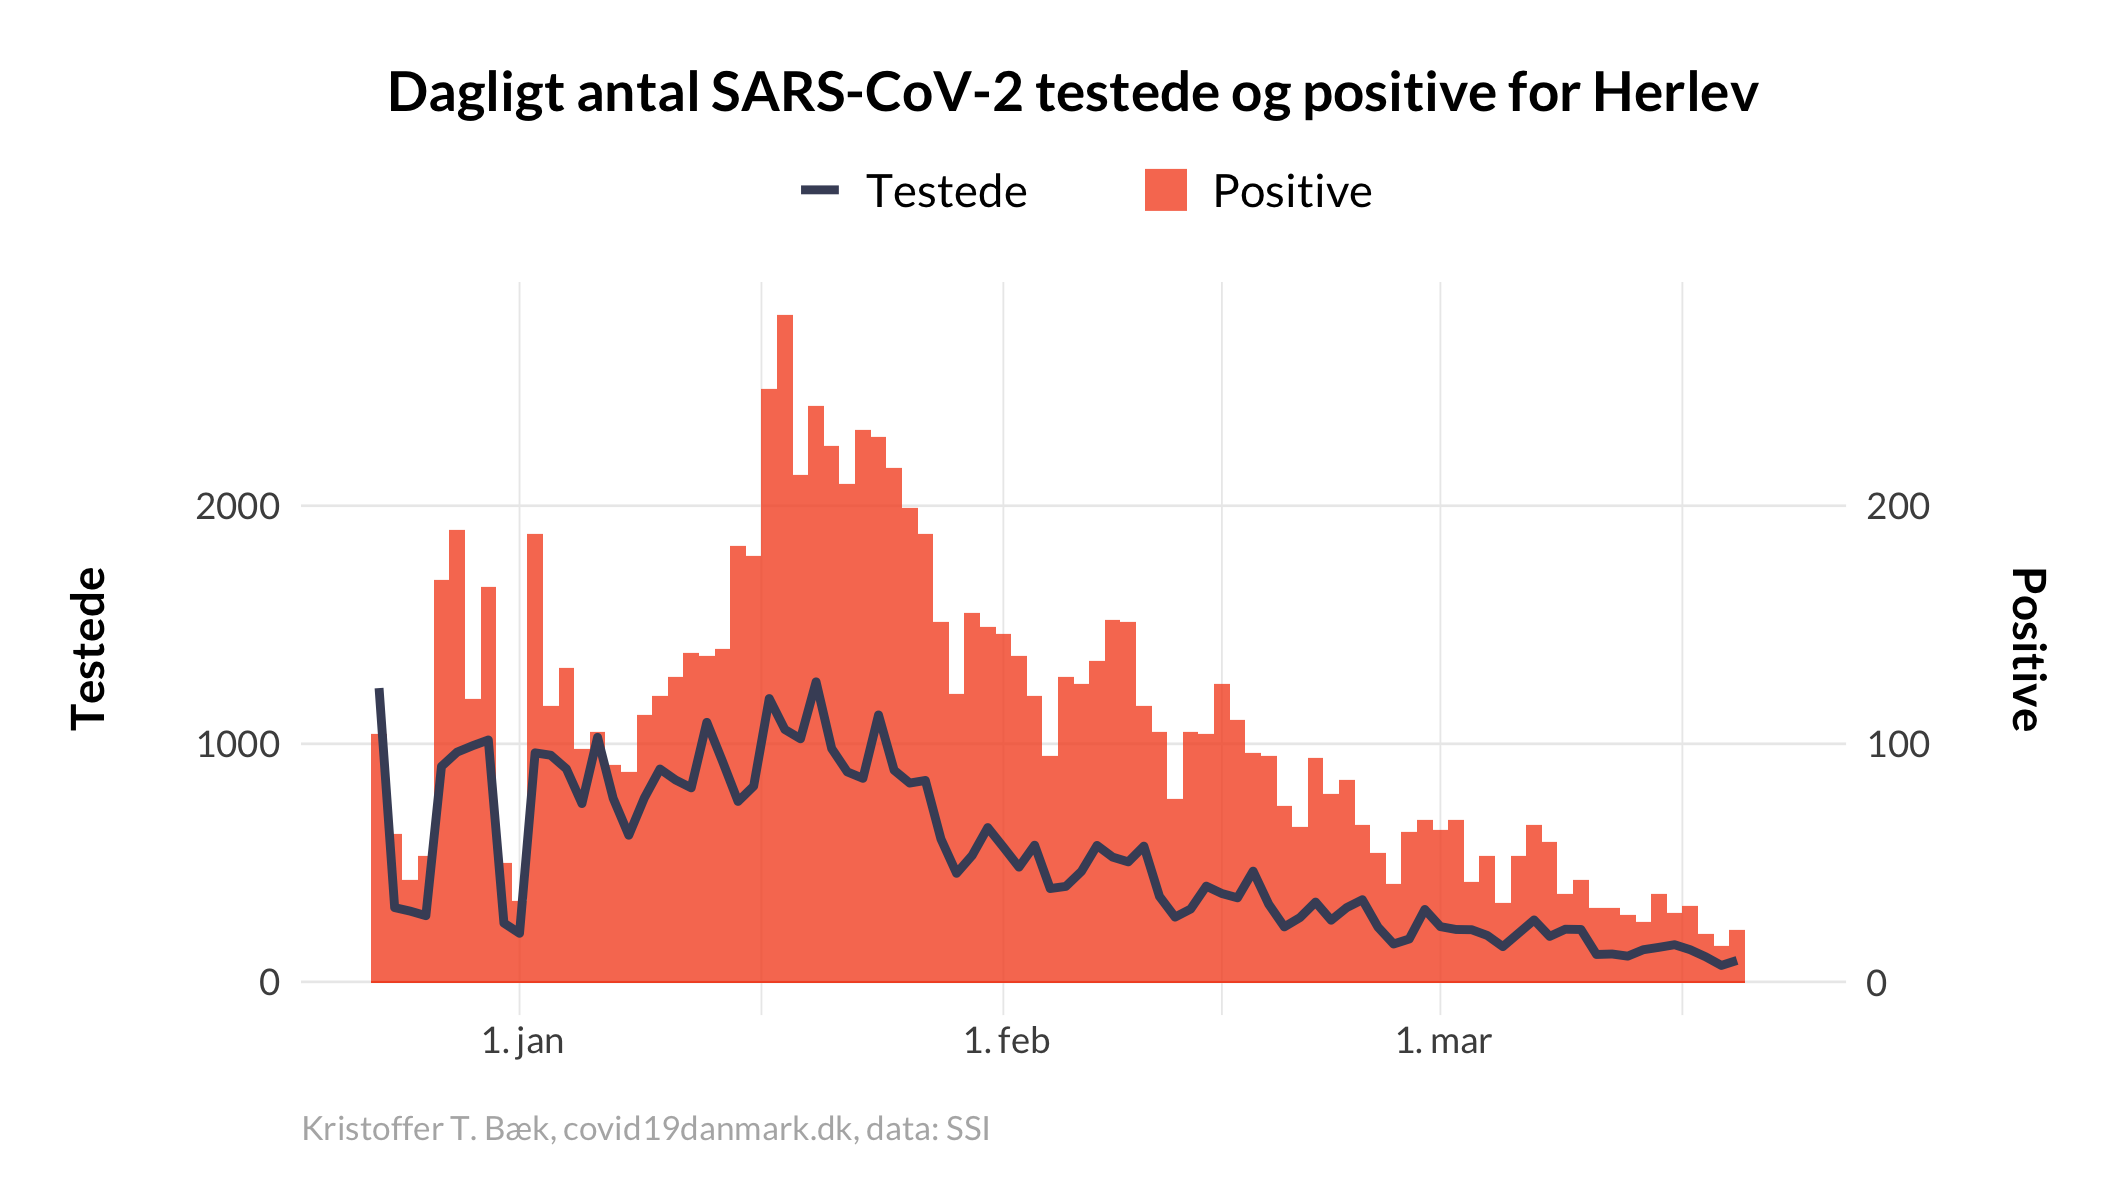 Dagligt antal SARS-CoV-2 testede og positive for Herlev
Testede
Positive
Testede
2000
1000
0
200
100
0
Positive
1. jan
1. feb
1. mar
Kristoffer T. Bæk, covid19danmark.dk, data: SSI